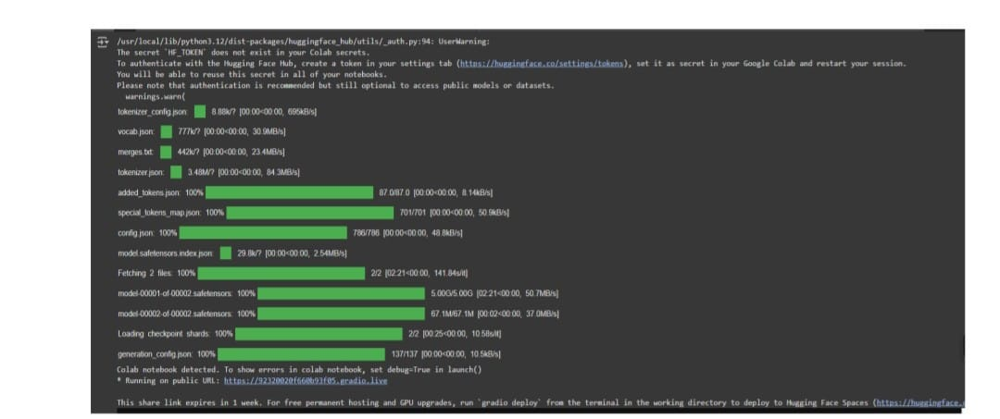 /usr/local/lib/python3.12/dist-packages/huggingface_hub/utils/_auth.py:94: UserWarning:
The secret `HF_TOKEN` does not exist in your Colab secrets.
To authenticate with the Hugging Face Hub, create a token in your settings tab (https://huggingface.co/settings/tokens), set it as secret in your Google Colab and restart your session.
You will be able to reuse this secret in all of your notebooks.
Please note that authentication is recommended but still optional to access public models or datasets.
warnings.warn(
tokenizer_config.json: 8.88k/? [00:00<00:00, 695kB/s]
vocab.json: 777k/? [00:00<00:00, 30.9MB/s]
merges.txt: 442k/? [00:00<00:00, 23.4MB/s]
tokenizer.json: 3.48M/? [00:00<00:00, 84.3MB/s]
added_tokens.json: 100% 87.0/87.0 [00:00<00:00, 8.14kB/s]
special_tokens_map.json: 100% 701/701 [00:00<00:00, 50.9kB/s]
config.json: 100% 786/786 [00:00<00:00, 48.8kB/s]
model.safetensors.index.json: 29.8k/? [00:00<00:00, 2.54MB/s]
Fetching 2 files: 100% 2/2 [02:21<00:00, 141.84s/it]
model-00001-of-00002.safetensors: 100% 5.00G/5.00G [02:21<00:00, 50.7MB/s]
model-00002-of-00002.safetensors: 100% 67.1M/67.1M [00:02<00:00, 37.0MB/s]
Loading checkpoint shards: 100% 2/2 [00:25<00:00, 10.58s/it]
generation_config.json: 100% 137/137 [00:00<00:00, 10.5kB/s]
Colab notebook detected. To show errors in colab notebook, set debug=True in launch()
* Running on public URL: https://92320020f660b93f05.gradio.live
This share link expires in 1 week. For free permanent hosting and GPU upgrades, run `gradio deploy` from the terminal in the working directory to deploy to Hugging Face Spaces (https://huggingface.